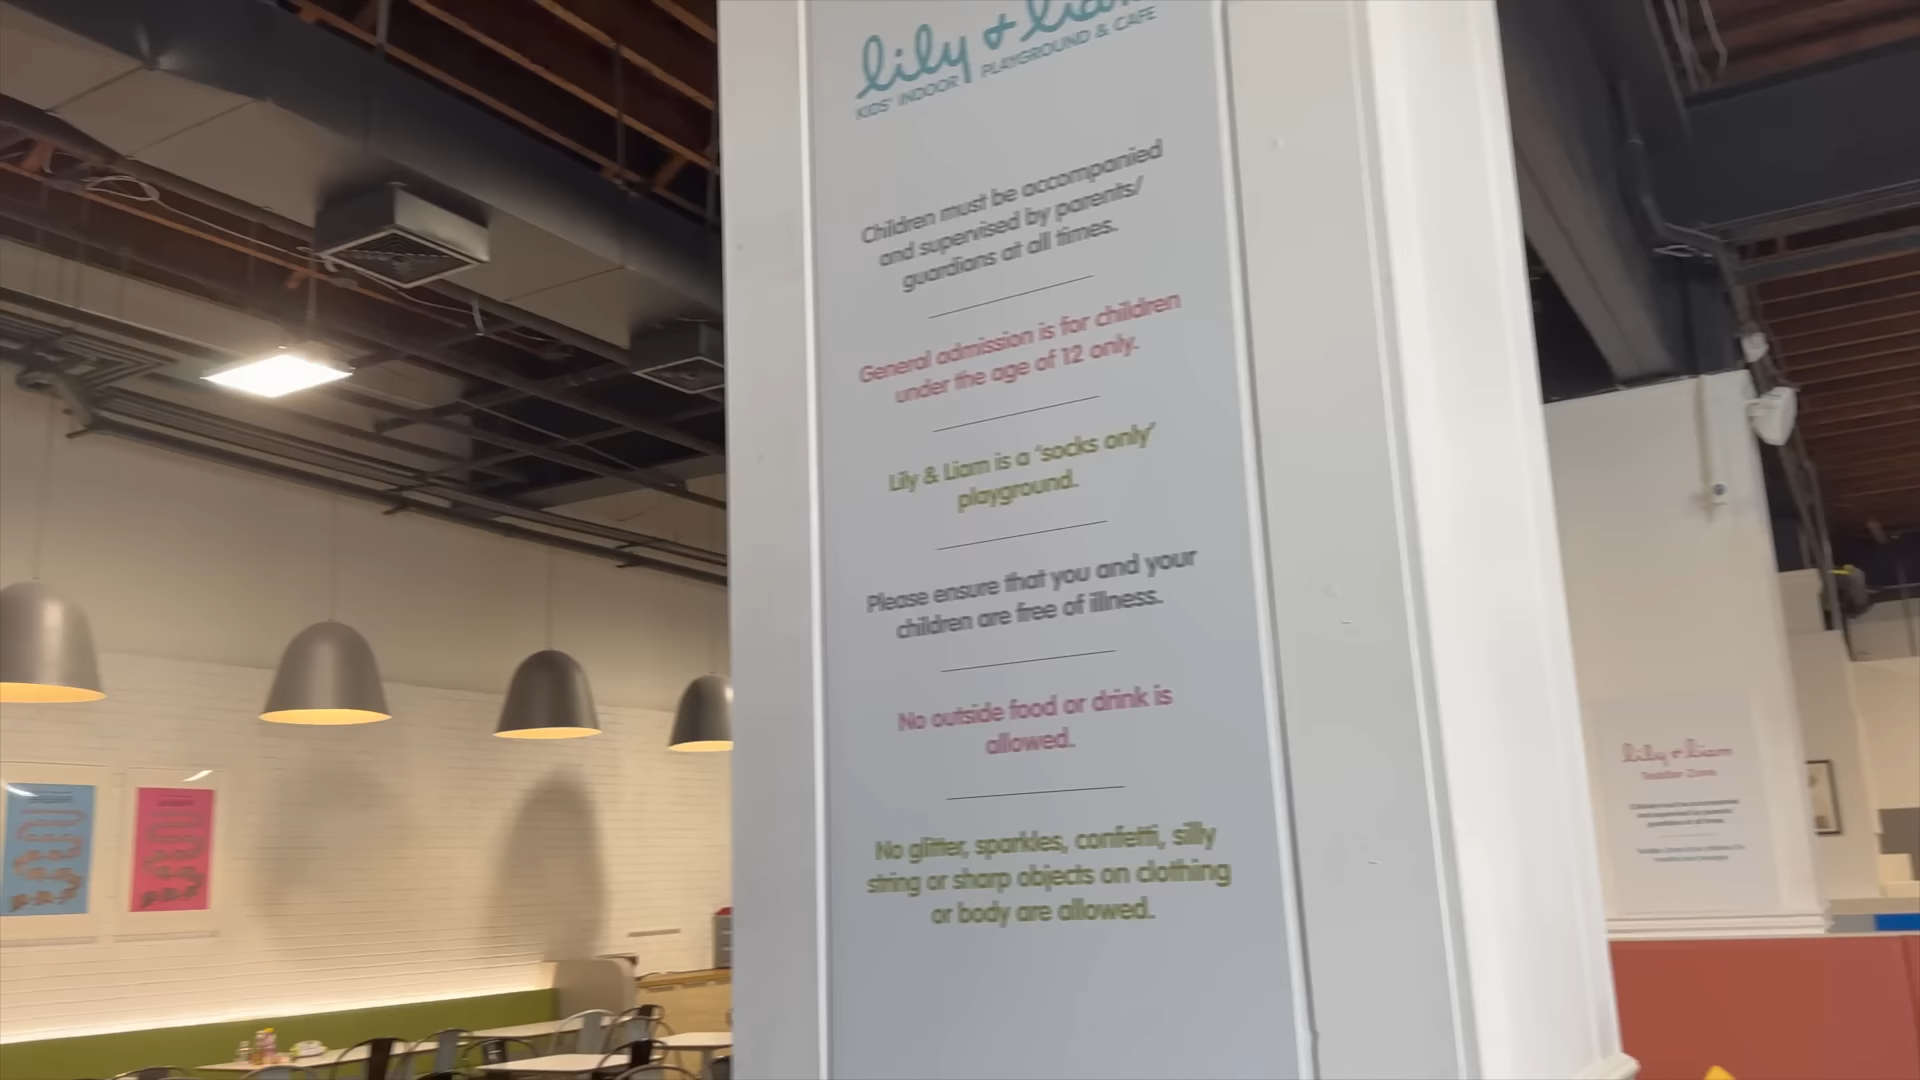 lily + liam
KIDS' INDOOR PLAYGROUND & CAFE
Children must be accompanied
and supervised by parents/
guardians at all times.
General admission is for children
under the age of 12 only.
Lily & Liam is a 'socks only'
playground.
Please ensure that you and your
children are free of illness.
No outside food or drink is
allowed.
No glitter, sparkles, confetti, silly
string or sharp objects on clothing
or body are allowed.
lily + liam
Toddler Zone